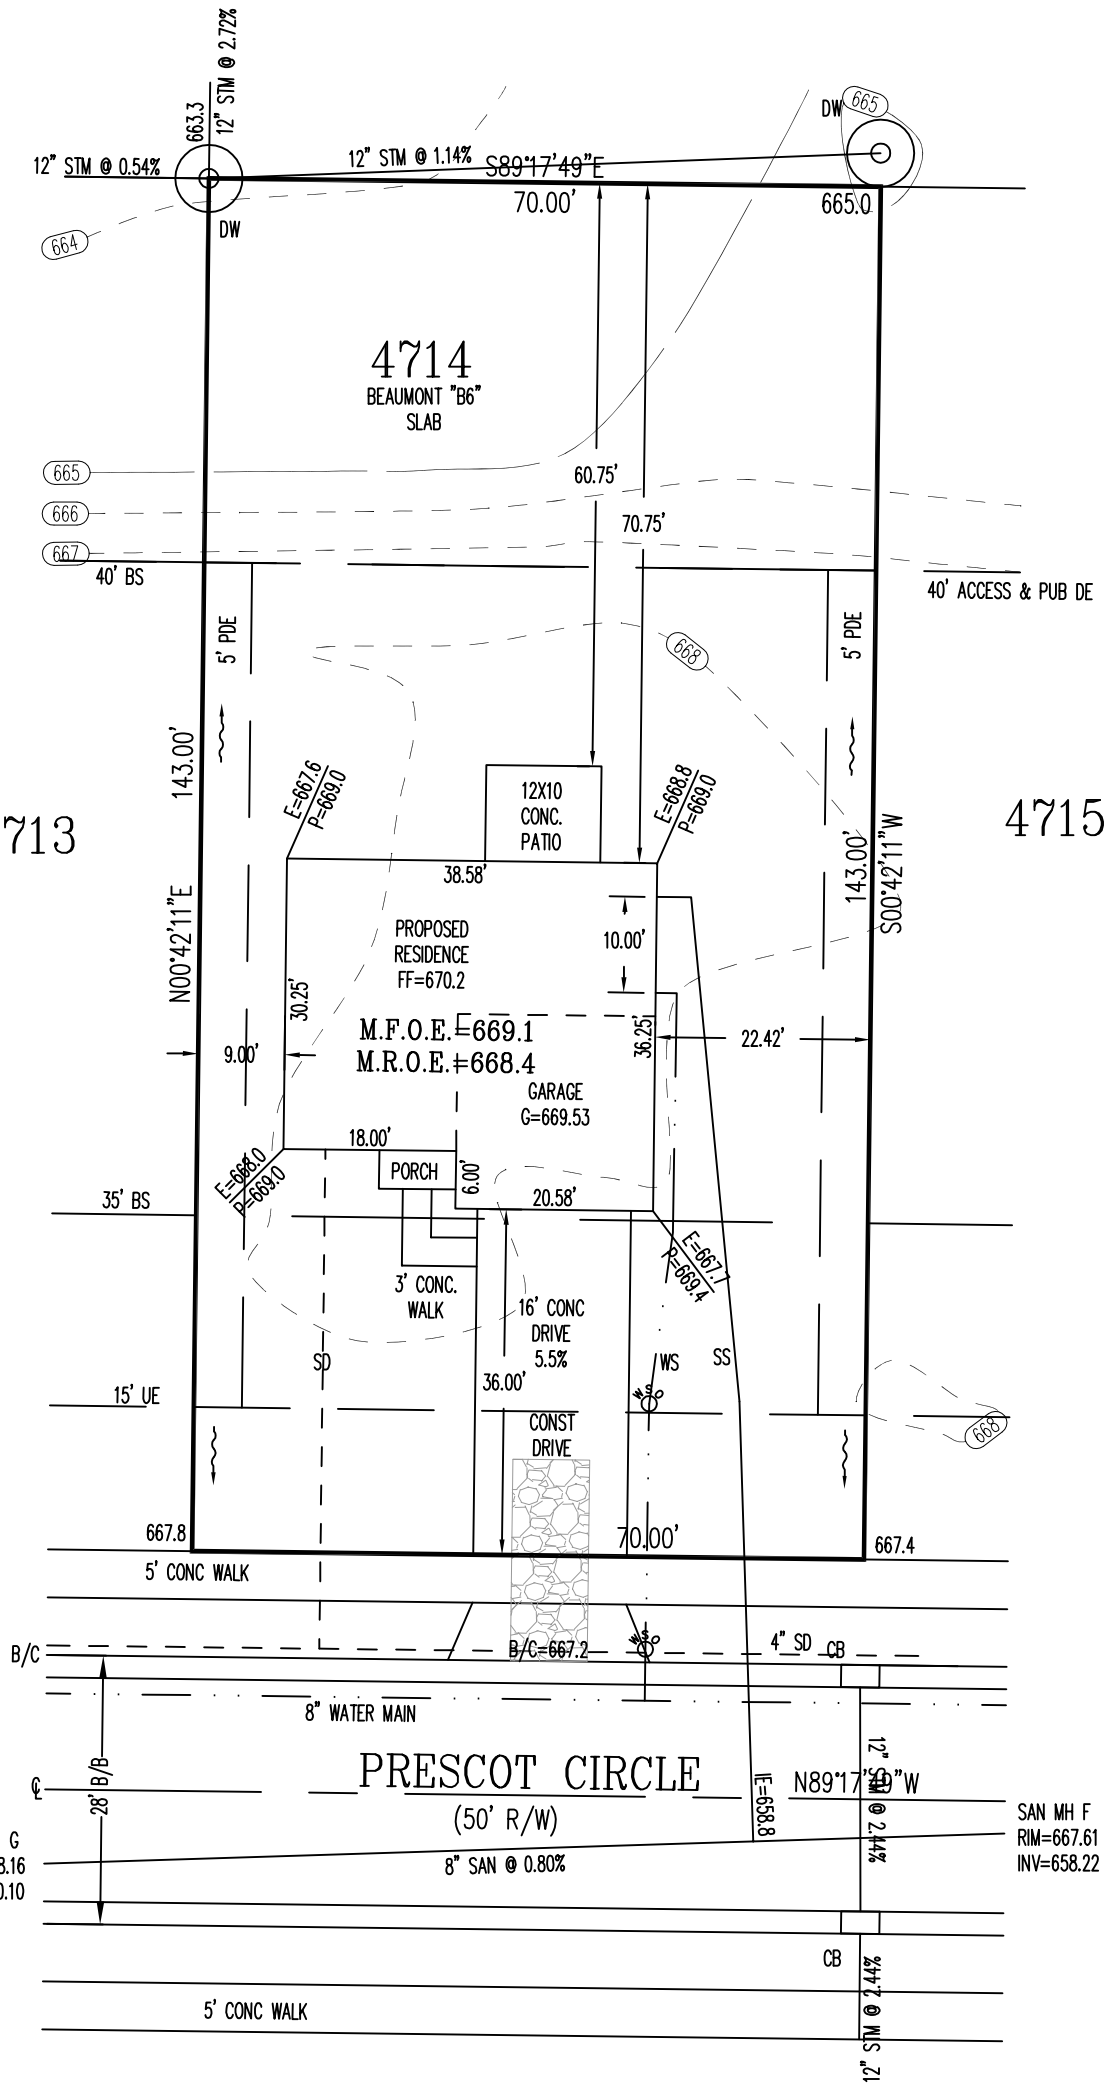 12" STM @ 2.72%
663.3
DW
665
12" STM @ 0.54%
12" STM @ 1.14%
S89°17'49"E
70.00'
665.0
DW
664
4714
BEAUMONT "B6"
SLAB
665
60.75'
666
70.75'
667
40' BS
40' ACCESS & PUB DE
5' PDE
5' PDE
668
143.00'
E=667.6
P=669.0
12X10
CONC.
PATIO
E=668.8
P=669.0
713
4715
143.00'
S00°42'11"W
38.58'
N00°42'11"E
PROPOSED
RESIDENCE
FF=670.2
10.00'
30.25'
M.F.O.E.=669.1
M.R.O.E.=668.4
36.25'
22.42'
9.00'
GARAGE
G=669.53
18.00'
PORCH
6.00'
E=668.0
P=669.0
20.58'
35' BS
E=667.7
P=669.4
3' CONC.
WALK
16' CONC
DRIVE
5.5%
SD
WS
SS
36.00'
15' UE
WSO
CONST
DRIVE
668
667.8
70.00'
667.4
5' CONC WALK
B/C
B/C=667.2
WSO
4" SD
CB
8" WATER MAIN
PRESCOT CIRCLE
(50' R/W)
N89°17'49"W
12" STM @ 2.44%
IE=658.8
28' B/B
℄
G
8.16
0.10
8" SAN @ 0.80%
SAN MH F
RIM=667.61
INV=658.22
CB
5' CONC WALK
12" STM @ 2.44%